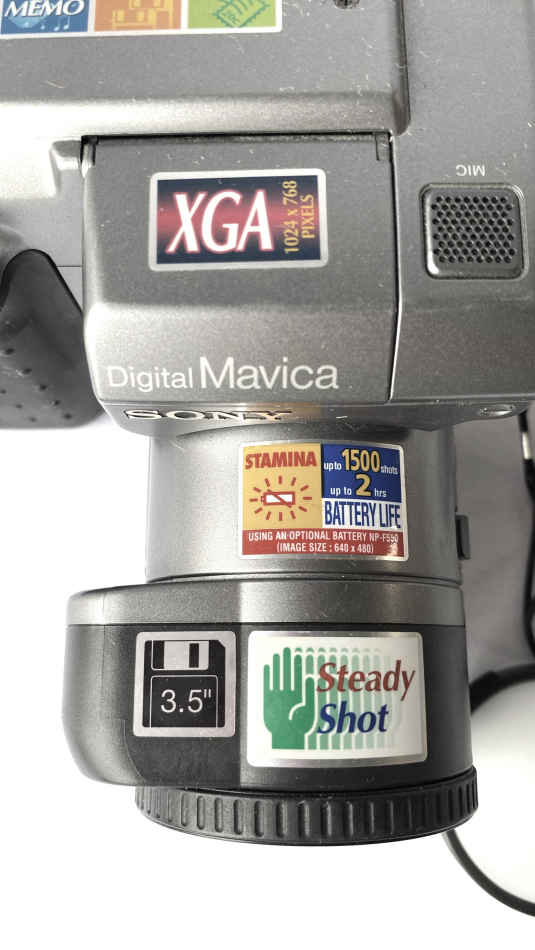 MEMO
MIC
XGA
1024 x 768
PIXELS
Digital Mavica
SONY
STAMINA
up to 1500 shots
up to 2 hrs
BATTERY LIFE
USING AN OPTIONAL BATTERY NP-F550
(IMAGE SIZE : 640 x 480)
3.5"
Steady
Shot